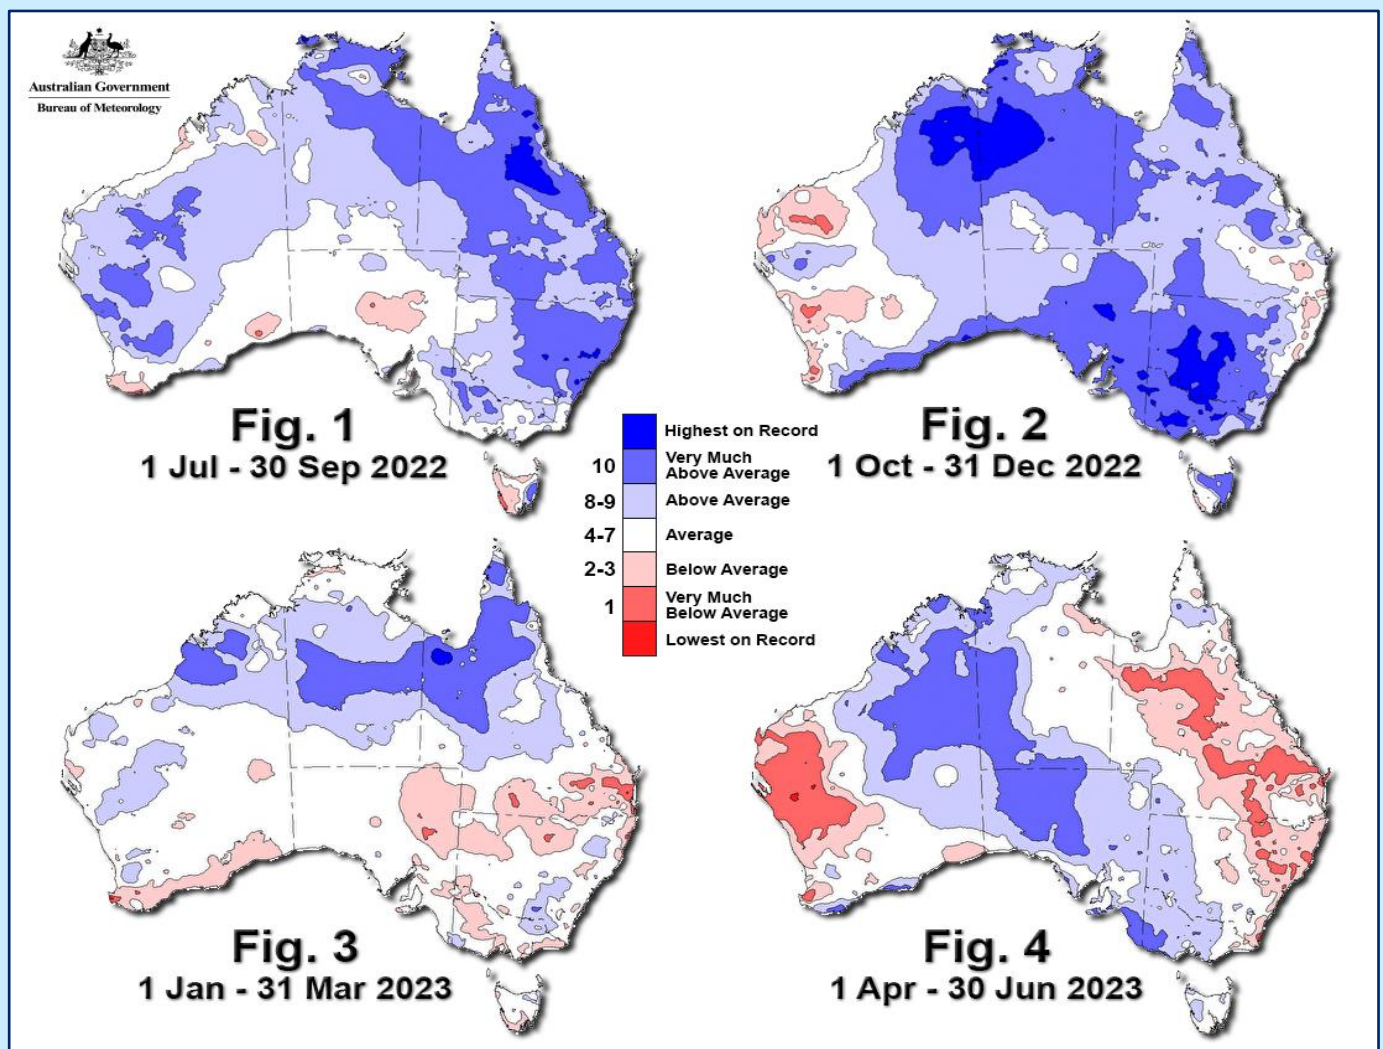 Australian Government
Bureau of Meteorology
Fig. 1
1 Jul - 30 Sep 2022
Fig. 2
1 Oct - 31 Dec 2022
Highest on Record
10 Very Much
Above Average
8-9 Above Average
4-7 Average
2-3 Below Average
1 Very Much
Below Average
Lowest on Record
Fig. 3
1 Jan - 31 Mar 2023
Fig. 4
1 Apr - 30 Jun 2023